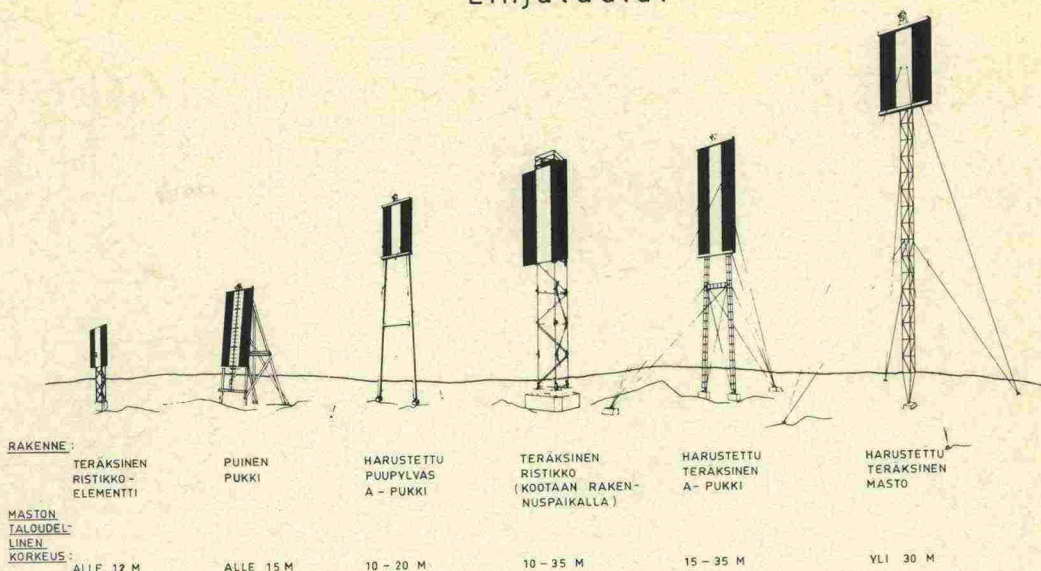 RAKENNE:
TERÄKSINEN
RISTIKKO-
ELEMENTTI
PUINEN
PUKKI
HARUSTETTU
PUUPYLVÄS
A - PUKKI
TERÄKSINEN
RISTIKKO
(KOOTAAN RAKEN-
NUSPAIKALLA)
HARUSTETTU
TERÄKSINEN
A - PUKKI
HARUSTETTU
TERÄKSINEN
MASTO
MASTON
TALOUDEL-
LINEN
KORKEUS:
ALLE 12 M
ALLE 15 M
10 - 20 M
10 - 35 M
15 - 35 M
YLI 30 M